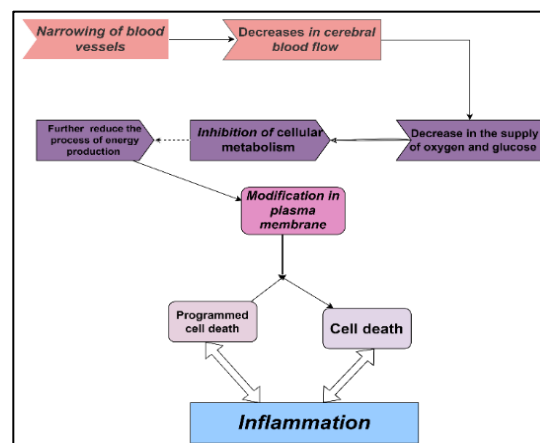 Narrowing of blood
vessels
Decreases in cerebral
blood flow
Further reduce the
process of energy
production
Inhibition of cellular
metabolism
Decrease in the supply
of oxygen and glucose
Modification in
plasma
membrane
Programmed
cell death
Cell death
Inflammation